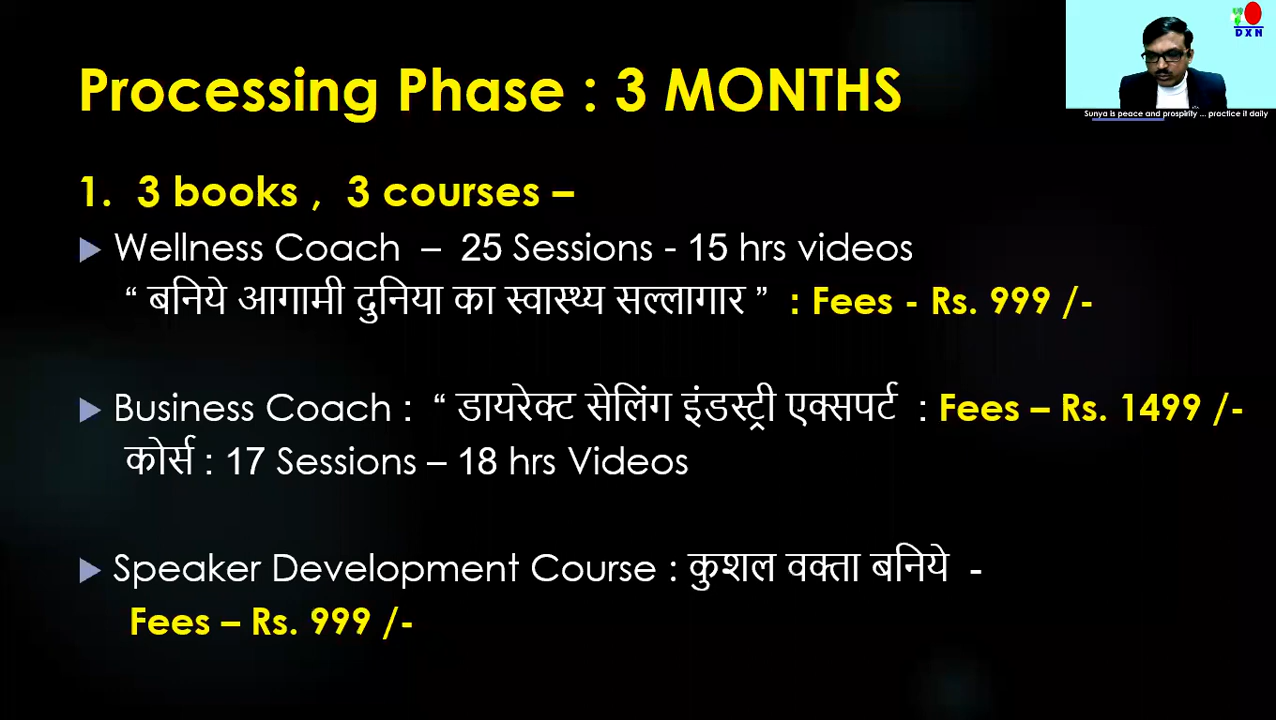 Processing Phase : 3 MONTHS
DXN
Sunya is peace and prospirity ... practice it daily
1. 3 books , 3 courses –
Wellness Coach – 25 Sessions - 15 hrs videos
“ बनिये आगामी दुनिया का स्वास्थ्य सल्लागार ” : Fees - Rs. 999 /-
Business Coach : “ डायरेक्ट सेलिंग इंडस्ट्री एक्सपर्ट : Fees – Rs. 1499 /-
कोर्स : 17 Sessions – 18 hrs Videos
Speaker Development Course : कुशल वक्ता बनिये -
Fees – Rs. 999 /-